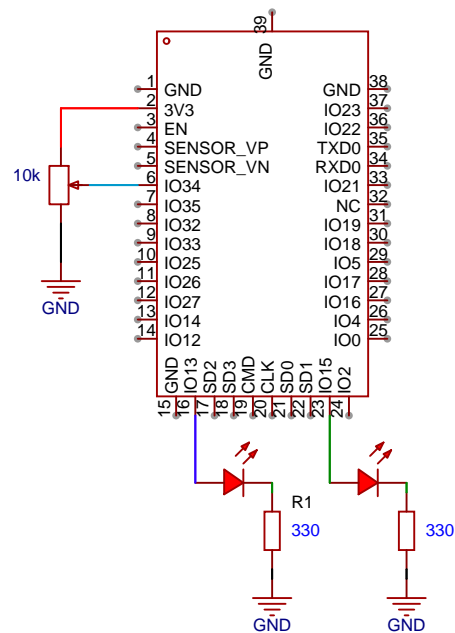 39
GND
1 GND GND 38
2 3V3 IO23 37
3 EN IO22 36
4 SENSOR_VP TXD0 35
5 SENSOR_VN RXD0 34
10k
6 IO34 IO21 33
7 IO35 NC 32
8 IO32 IO19 31
9 IO33 IO18 30
10 IO25 IO5 29
11 IO26 IO17 28
12 IO27 IO16 27
13 IO14 IO4 26
14 IO12 IO0 25
GND
GND IO13 SD2 SD3 CMD CLK SD0 SD1 IO15 IO2
15 16 17 18 19 20 21 22 23 24
R1
330
330
GND
GND